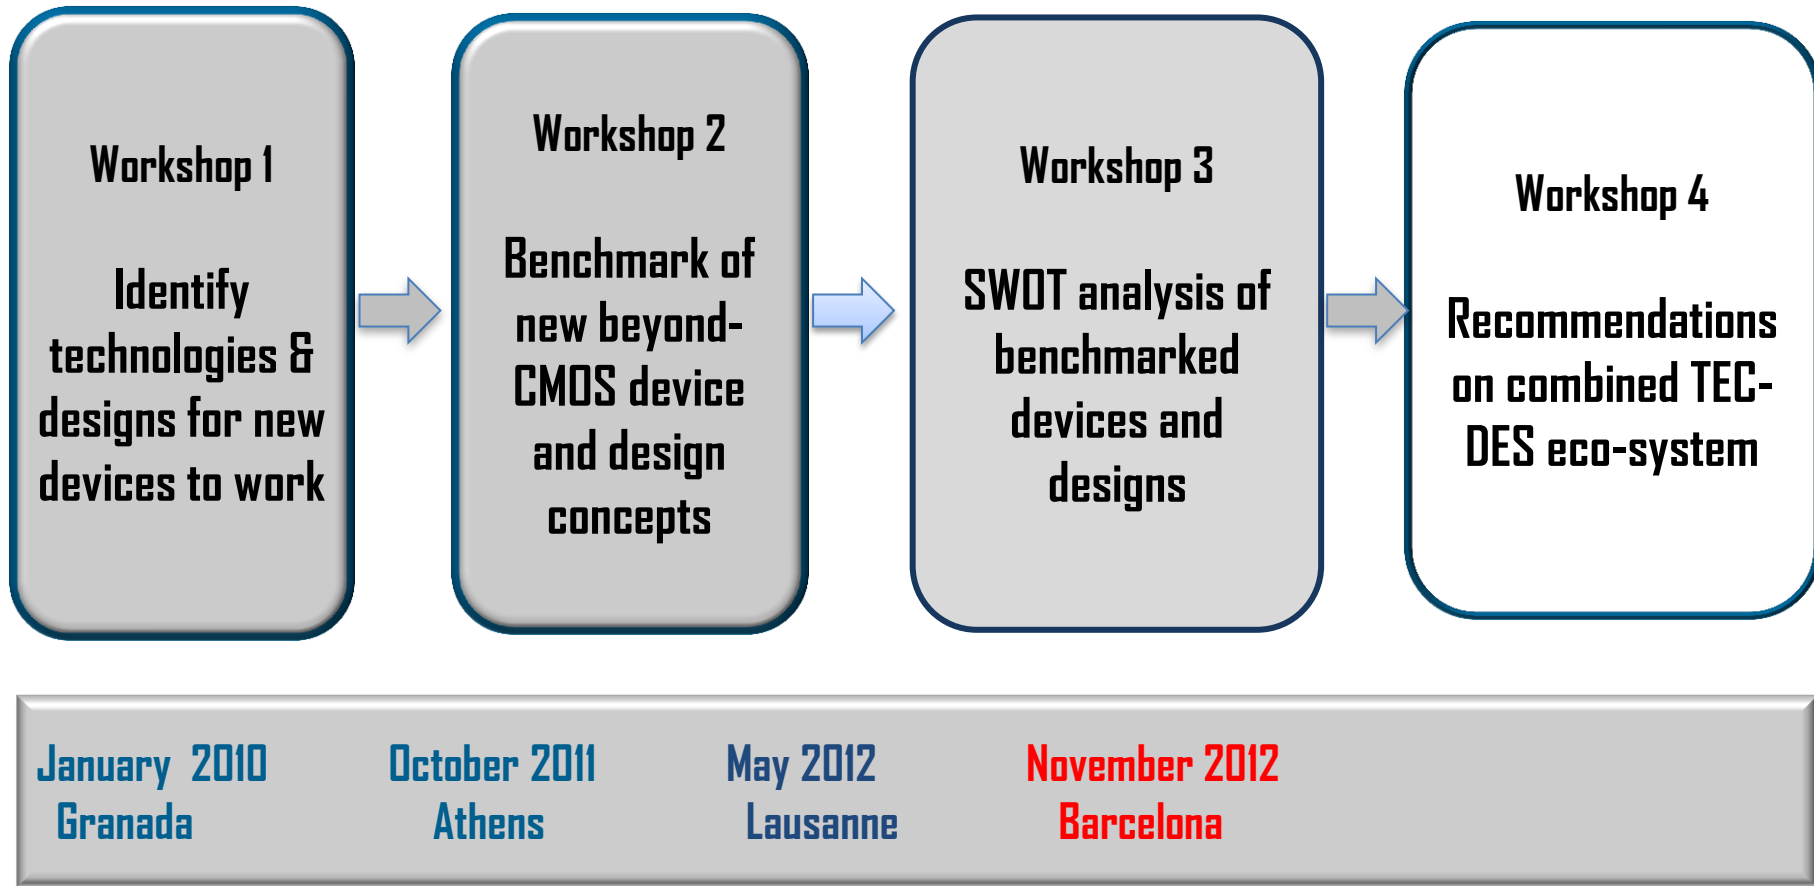 Workshop 1
Identify
technologies &
designs for new
devices to work
Workshop 2
Benchmark of
new beyond-
CMOS device
and design
concepts
Workshop 3
SWOT analysis of
benchmarked
devices and
designs
Workshop 4
Recommendations
on combined TEC-
DES eco-system
January 2010
Granada
October 2011
Athens
May 2012
Lausanne
November 2012
Barcelona